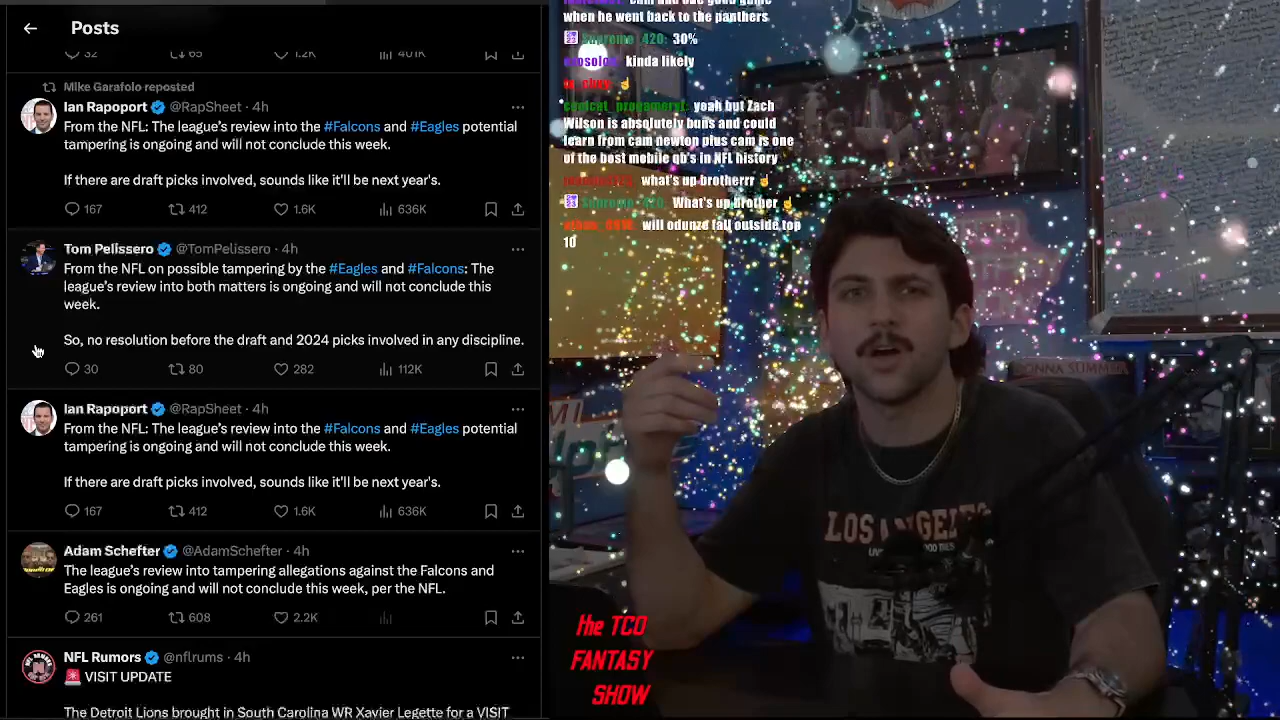 Posts
32 65 1.2K 401K
Mike Garafolo reposted
Ian Rapoport @RapSheet · 4h
From the NFL: The league's review into the #Falcons and #Eagles potential
tampering is ongoing and will not conclude this week.
If there are draft picks involved, sounds like it'll be next year's.
167 412 1.6K 636K
Tom Pelissero @TomPelissero · 4h
From the NFL on possible tampering by the #Eagles and #Falcons: The
league's review into both matters is ongoing and will not conclude this
week.
So, no resolution before the draft and 2024 picks involved in any discipline.
30 80 282 112K
Ian Rapoport @RapSheet · 4h
From the NFL: The league's review into the #Falcons and #Eagles potential
tampering is ongoing and will not conclude this week.
If there are draft picks involved, sounds like it'll be next year's.
167 412 1.6K 636K
Adam Schefter @AdamSchefter · 4h
The league's review into tampering allegations against the Falcons and
Eagles is ongoing and will not conclude this week, per the NFL.
261 608 2.2K
NFL Rumors @nflrums · 4h
🚨 VISIT UPDATE
The Detroit Lions brought in South Carolina WR Xavier Legette for a VISIT
when he went back to the panthers
Supreme_420: 30%
kinda likely
☝
yeah but Zach
Wilson is absolutely buns and could
learn from cam newton plus cam is one
of the best mobile qb's in NFL history
what's up brotherrr ☝
Supreme_420: What's up brother ☝
will odunze fall outside top
10
DONNA SUMMER
LOS ANGELES
the TCO
FANTASY
SHOW